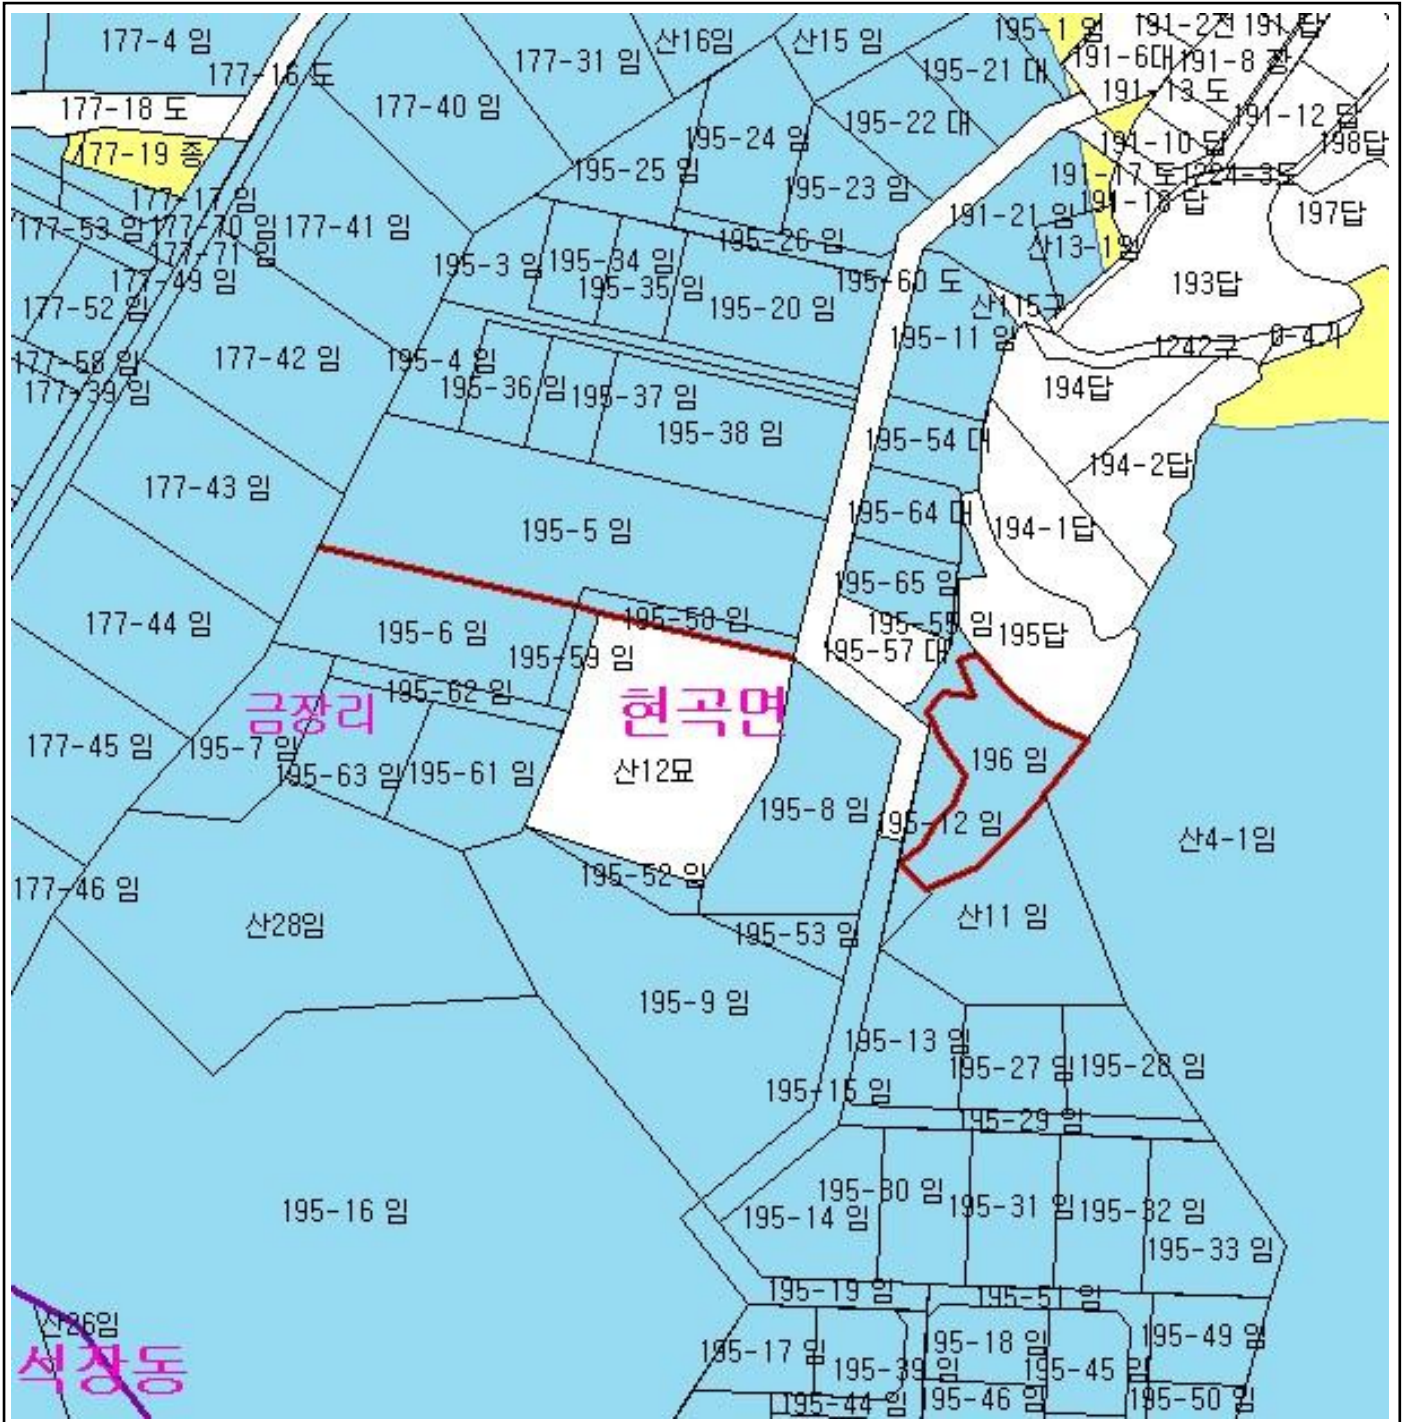 177-4 임
산16임
산15 임
195-1 임
191-2전
191 답
177-16 도
177-31 임
195-21 대
191-6대
191-8 장
177-18 도
177-40 임
195-24 임
195-22 대
191-13 도
191-12 답
177-19 종
195-25 임
191-10 답
198답
177-17 임
195-23 임
191-17 도
1224-3도
177-53 임
177-70 임
177-41 임
195-26 임
191-21 임
191-18 답
197답
177-71 임
177-49 임
195-3 임
195-34 임
195-35 임
195-60 도
산13-1임
193답
177-52 임
195-20 임
산115구
177-58 임
177-42 임
195-4 임
195-11 임
1242구
177-39 임
195-36 임
195-37 임
194답
195-38 임
195-54 대
194-2답
177-43 임
195-5 임
195-64 대
194-1답
195-65 임
177-44 임
195-6 임
195-58 임
195-55 임
195답
195-59 임
195-57 대
금장리
195-62 임
현곡면
177-45 임
195-7 임
195-63 임
195-61 임
산12묘
196 임
195-8 임
195-12 임
산4-1임
177-46 임
195-52 임
산28임
195-53 임
산11 임
195-9 임
195-13 임
195-27 임
195-28 임
195-15 임
195-29 임
195-16 임
195-30 임
195-14 임
195-31 임
195-32 임
195-33 임
195-19 임
195-51 임
산26임
석장동
195-17 임
195-39 임
195-18 임
195-45 임
195-49 임
195-44 임
195-46 임
195-50 임